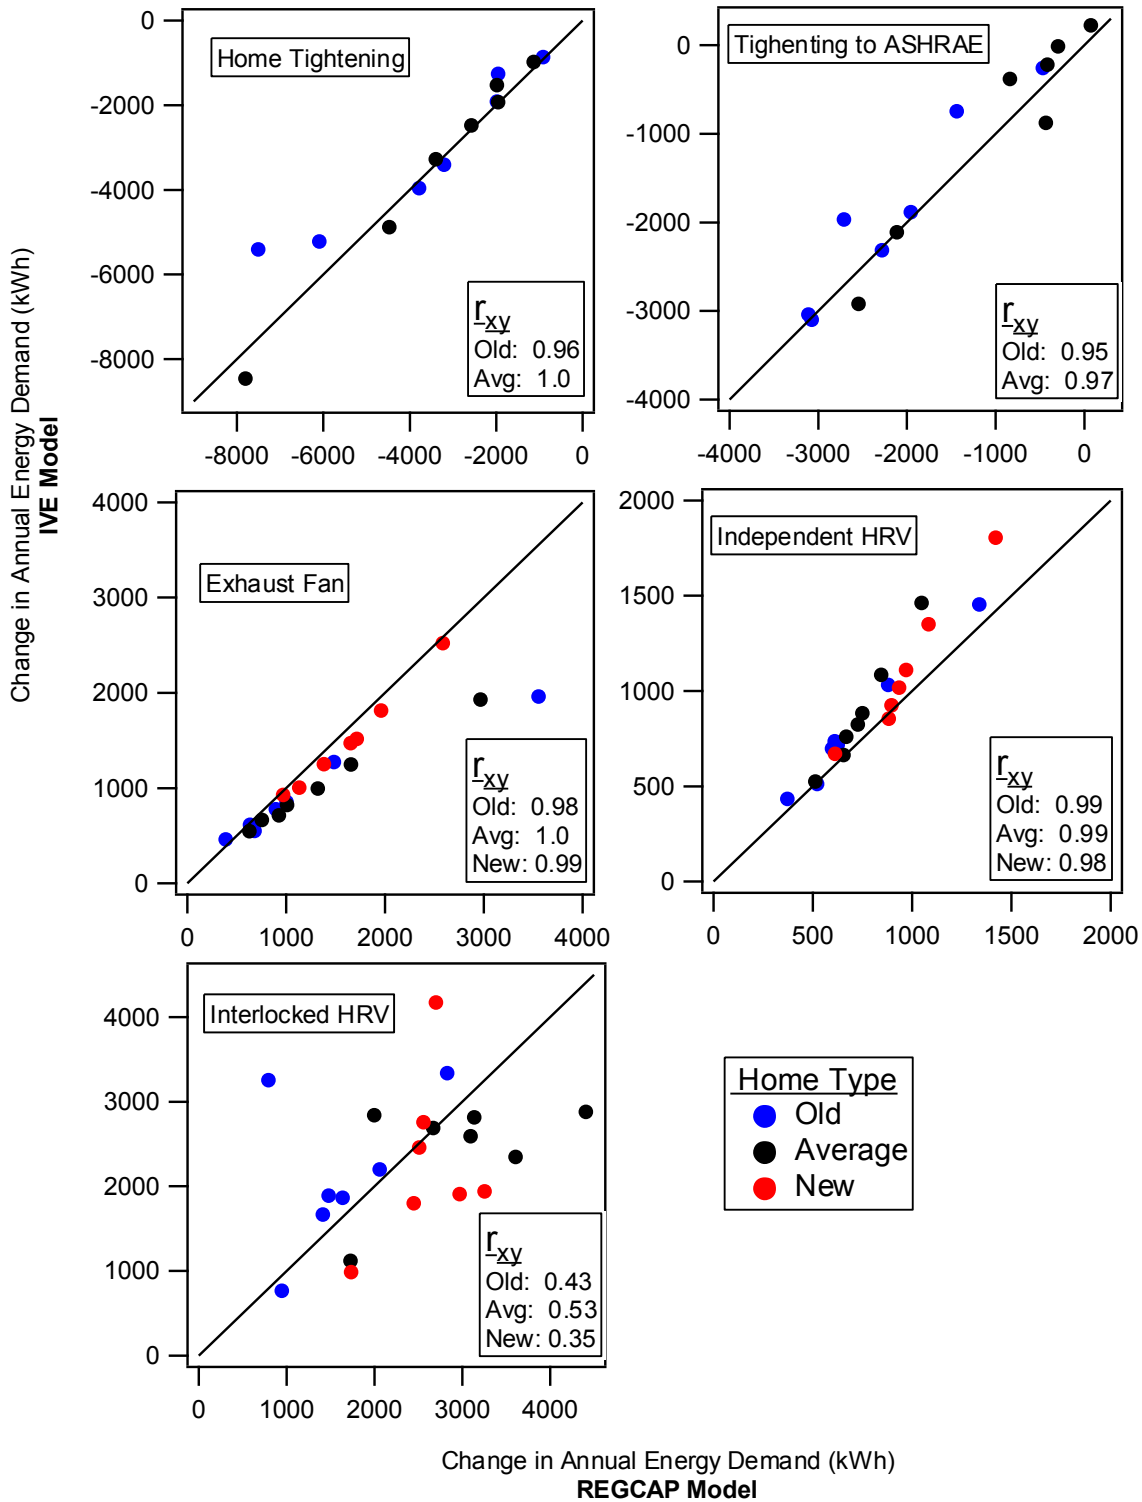 Change in Annual Energy Demand (kWh)
IVE Model
Home Tightening
0
-2000
-4000
-6000
-8000
-8000 -6000 -4000 -2000 0
rxy
Old: 0.96
Avg: 1.0
Tighenting to ASHRAE
0
-1000
-2000
-3000
-4000
-4000 -3000 -2000 -1000 0
rxy
Old: 0.95
Avg: 0.97
Exhaust Fan
4000
3000
2000
1000
0
0 1000 2000 3000 4000
rxy
Old: 0.98
Avg: 1.0
New: 0.99
Independent HRV
2000
1500
1000
500
0
0 500 1000 1500 2000
rxy
Old: 0.99
Avg: 0.99
New: 0.98
Interlocked HRV
4000
3000
2000
1000
0
0 1000 2000 3000 4000
rxy
Old: 0.43
Avg: 0.53
New: 0.35
Home Type
Old
Average
New
Change in Annual Energy Demand (kWh)
REGCAP Model